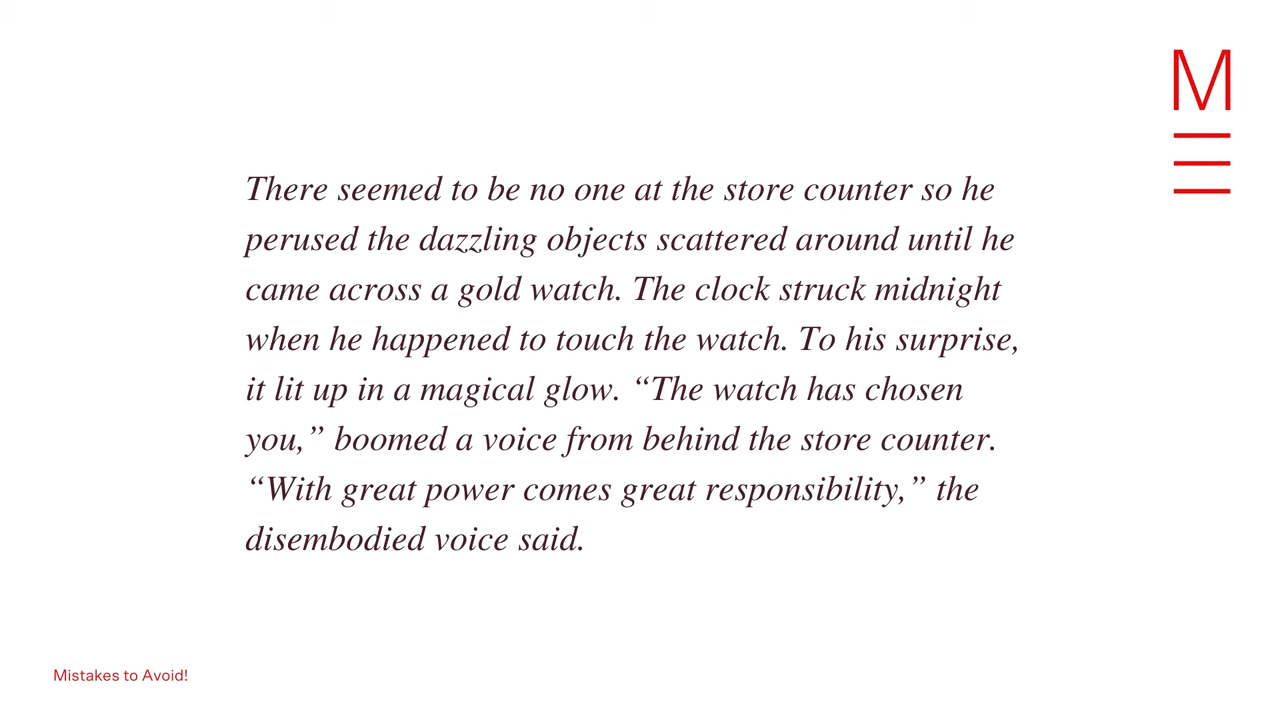 M
There seemed to be no one at the store counter so he
perused the dazzling objects scattered around until he
came across a gold watch. The clock struck midnight
when he happened to touch the watch. To his surprise,
it lit up in a magical glow. “The watch has chosen
you,” boomed a voice from behind the store counter.
“With great power comes great responsibility,” the
disembodied voice said.
Mistakes to Avoid!